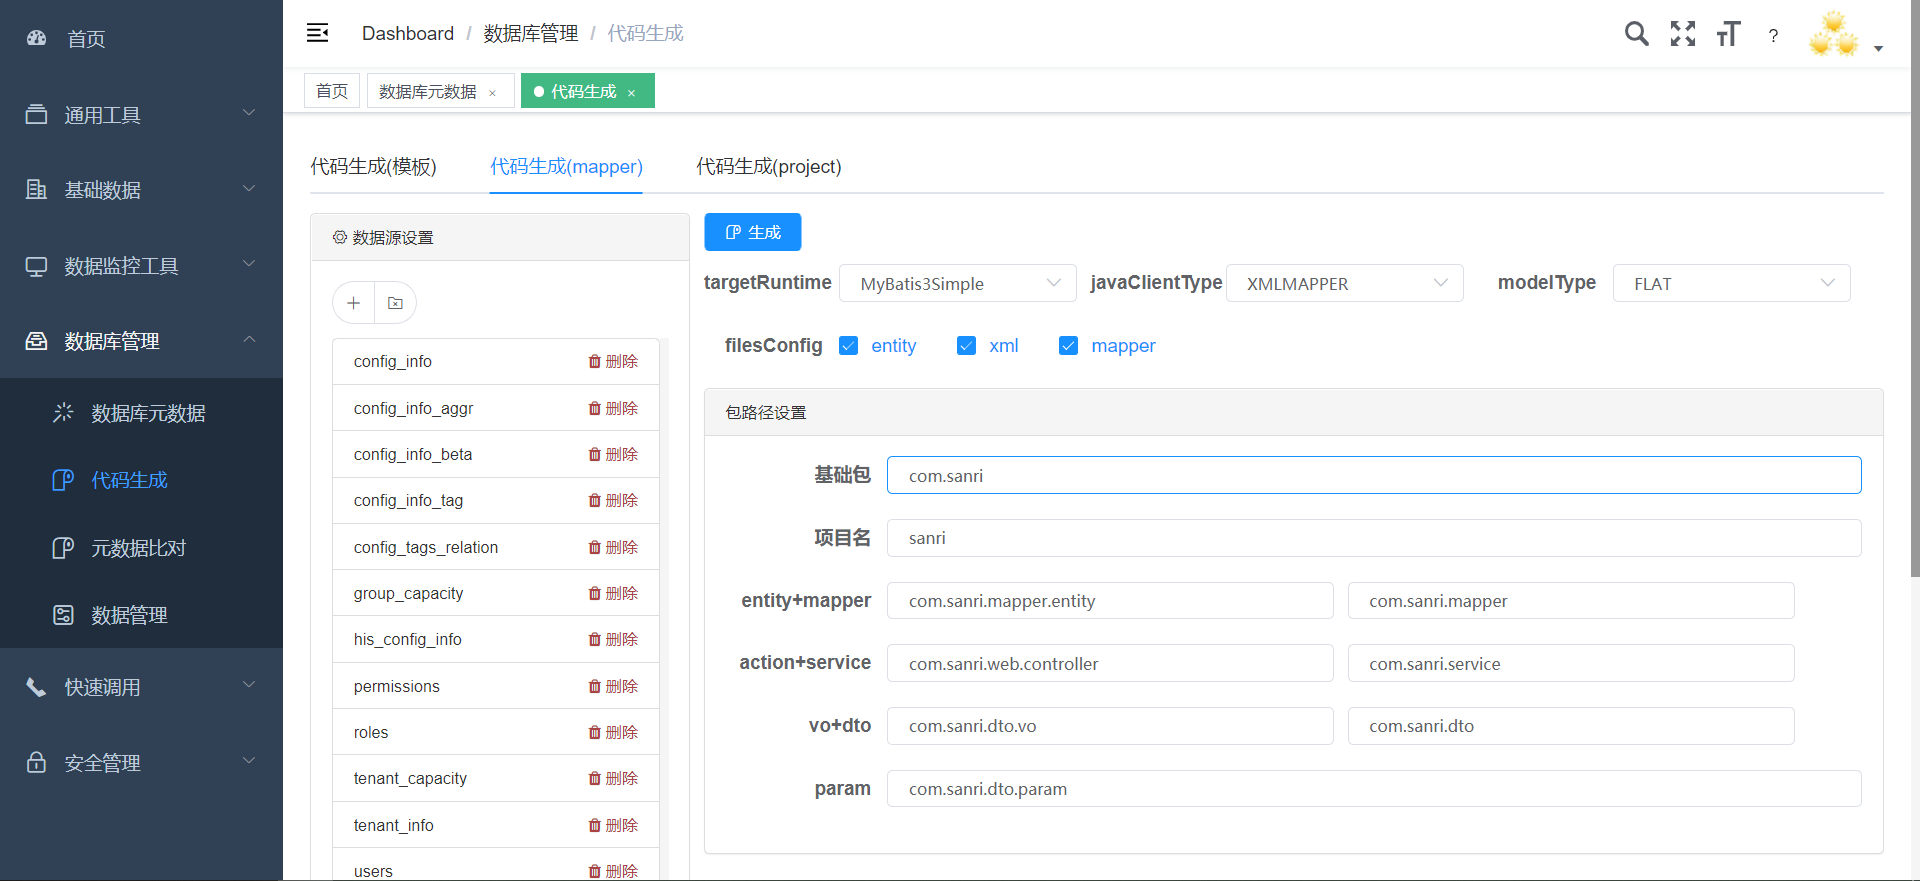 首页
通用工具
基础数据
数据监控工具
数据库管理
数据库元数据
代码生成
元数据比对
数据管理
快速调用
安全管理
Dashboard / 数据库管理 / 代码生成
?
首页
数据库元数据 ×
代码生成 ×
代码生成(模板)
代码生成(mapper)
代码生成(project)
数据源设置
config_info 删除
config_info_aggr 删除
config_info_beta 删除
config_info_tag 删除
config_tags_relation 删除
group_capacity 删除
his_config_info 删除
permissions 删除
roles 删除
tenant_capacity 删除
tenant_info 删除
users 删除
生成
targetRuntime MyBatis3Simple javaClientType XMLMAPPER modelType FLAT
filesConfig entity xml mapper
包路径设置
基础包 com.sanri
项目名 sanri
entity+mapper com.sanri.mapper.entity com.sanri.mapper
action+service com.sanri.web.controller com.sanri.service
vo+dto com.sanri.dto.vo com.sanri.dto
param com.sanri.dto.param